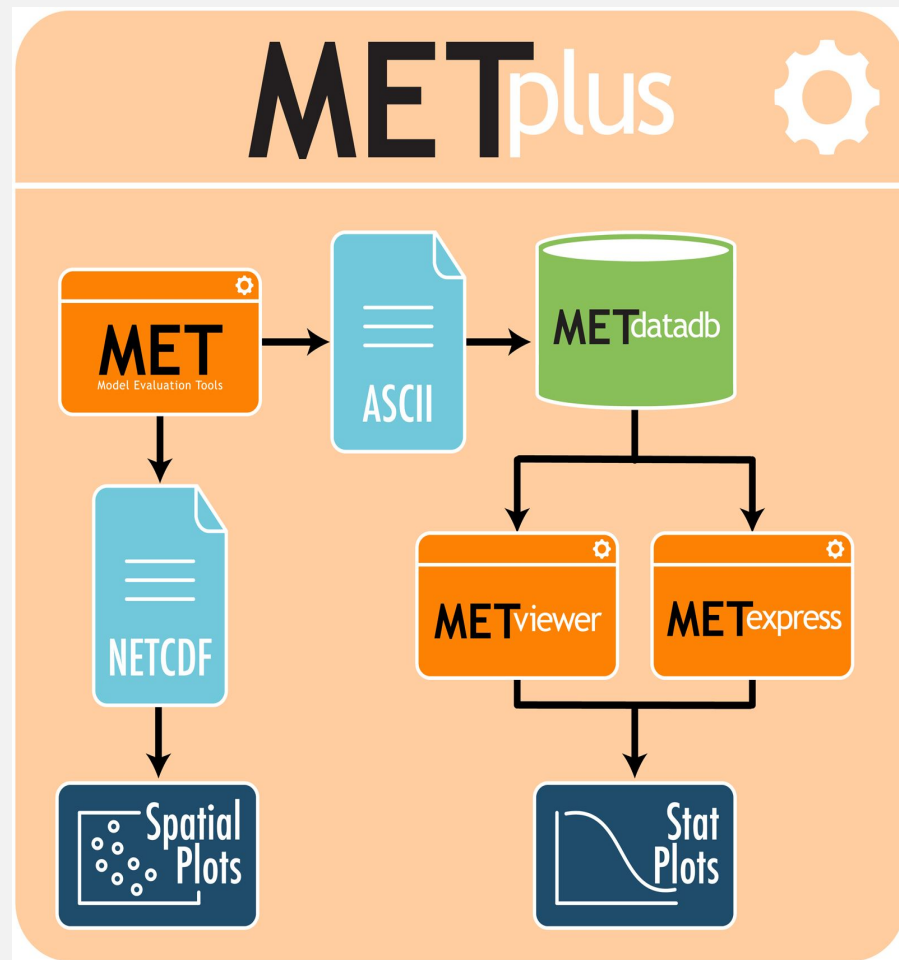 METplus
MET
Model Evaluation Tools
ASCII
METdatadb
NETCDF
METviewer
METexpress
Spatial
Plots
Stat
Plots